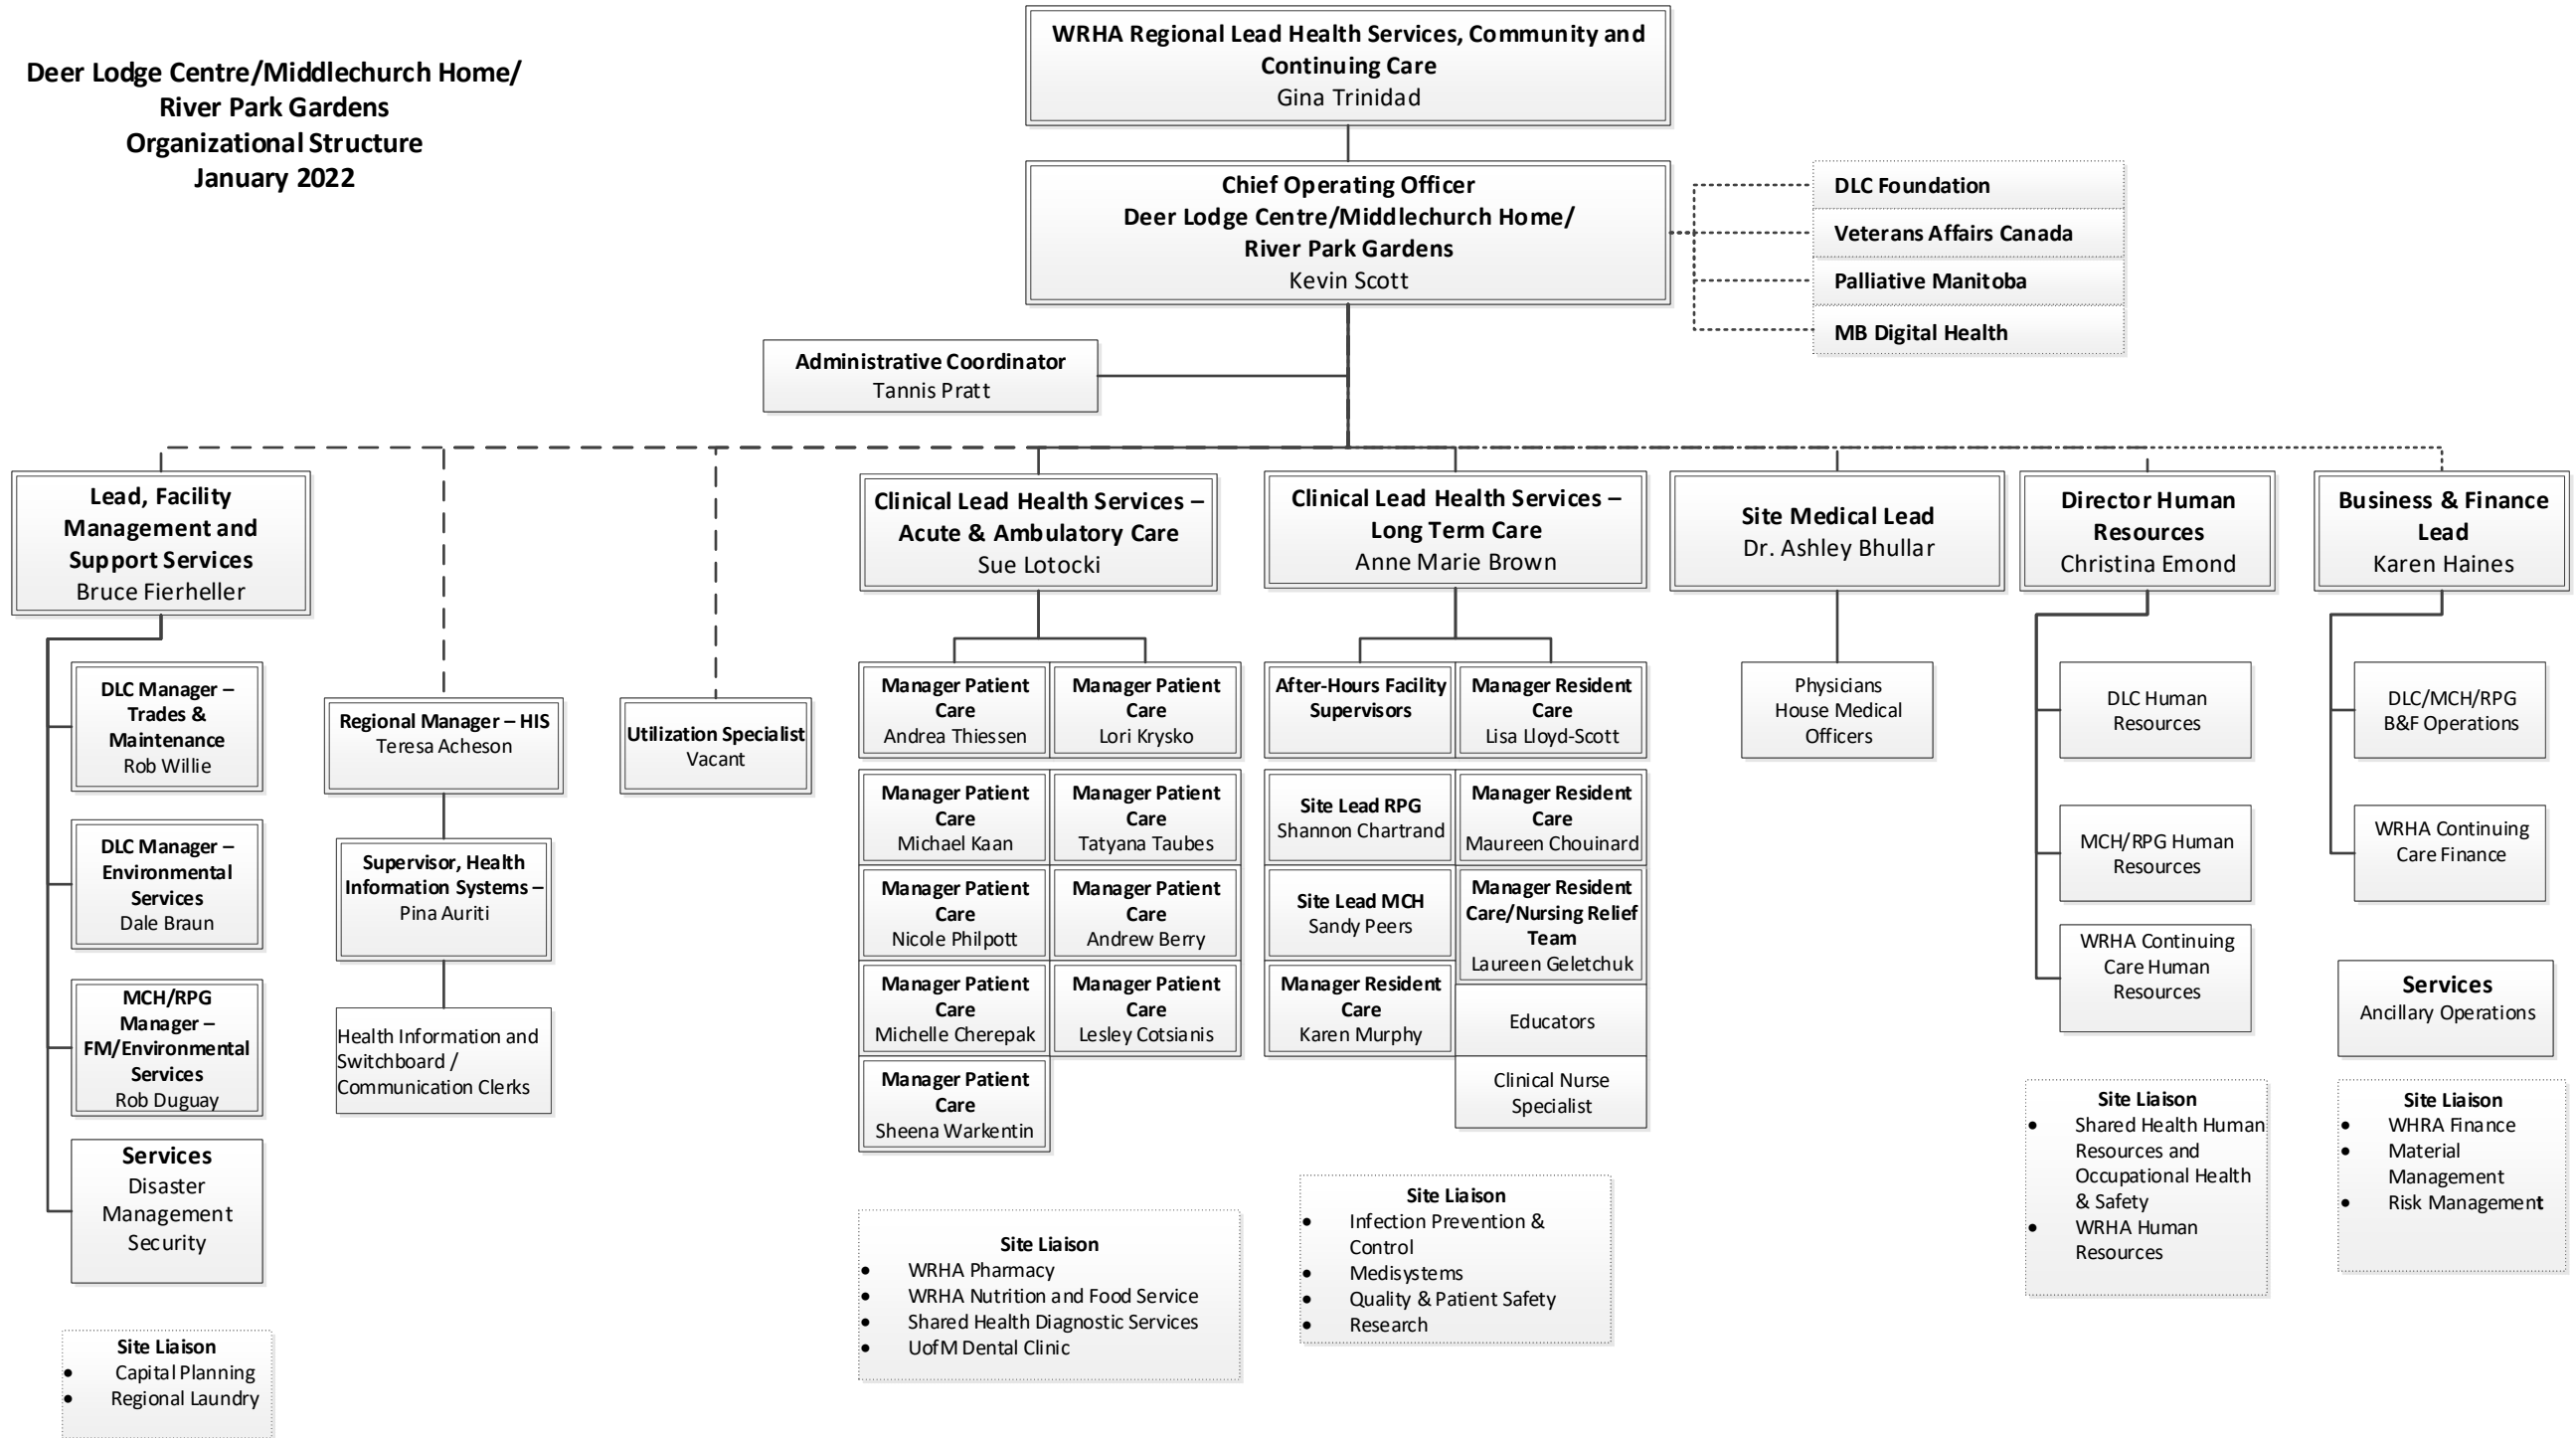 Deer Lodge Centre/Middlechurch Home/
River Park Gardens
Organizational Structure
January 2022
WRHA Regional Lead Health Services, Community and
Continuing Care
Gina Trinidad
Chief Operating Officer
Deer Lodge Centre/Middlechurch Home/
River Park Gardens
Kevin Scott
DLC Foundation
Veterans Affairs Canada
Palliative Manitoba
MB Digital Health
Administrative Coordinator
Tannis Pratt
Lead, Facility
Management and
Support Services
Bruce Fierheller
DLC Manager –
Trades &
Maintenance
Rob Willie
DLC Manager –
Environmental
Services
Dale Braun
MCH/RPG
Manager –
FM/Environmental
Services
Rob Duguay
Services
Disaster
Management
Security
Site Liaison
• Capital Planning
• Regional Laundry
Regional Manager – HIS
Teresa Acheson
Supervisor, Health
Information Systems –
Pina Auriti
Health Information and
Switchboard /
Communication Clerks
Utilization Specialist
Vacant
Clinical Lead Health Services –
Acute & Ambulatory Care
Sue Lotocki
Manager Patient
Care
Andrea Thiessen
Manager Patient
Care
Lori Krysko
Manager Patient
Care
Michael Kaan
Manager Patient
Care
Tatyana Taubes
Manager Patient
Care
Nicole Philpott
Manager Patient
Care
Andrew Berry
Manager Patient
Care
Michelle Cherepak
Manager Patient
Care
Lesley Cotsianis
Manager Patient
Care
Sheena Warkentin
Site Liaison
• WRHA Pharmacy
• WRHA Nutrition and Food Service
• Shared Health Diagnostic Services
• UofM Dental Clinic
Clinical Lead Health Services –
Long Term Care
Anne Marie Brown
After-Hours Facility
Supervisors
Manager Resident
Care
Lisa Lloyd-Scott
Site Lead RPG
Shannon Chartrand
Manager Resident
Care
Maureen Chouinard
Site Lead MCH
Sandy Peers
Manager Resident
Care/Nursing Relief
Team
Laureen Geletchuk
Manager Resident
Care
Karen Murphy
Educators
Clinical Nurse
Specialist
Site Liaison
• Infection Prevention &
Control
• Medisystems
• Quality & Patient Safety
• Research
Site Medical Lead
Dr. Ashley Bhullar
Physicians
House Medical
Officers
Director Human
Resources
Christina Emond
DLC Human
Resources
MCH/RPG Human
Resources
WRHA Continuing
Care Human
Resources
Site Liaison
• Shared Health Human
Resources and
Occupational Health
& Safety
• WRHA Human
Resources
Business & Finance
Lead
Karen Haines
DLC/MCH/RPG
B&F Operations
WRHA Continuing
Care Finance
Services
Ancillary Operations
Site Liaison
• WHRA Finance
• Material
Management
• Risk Management